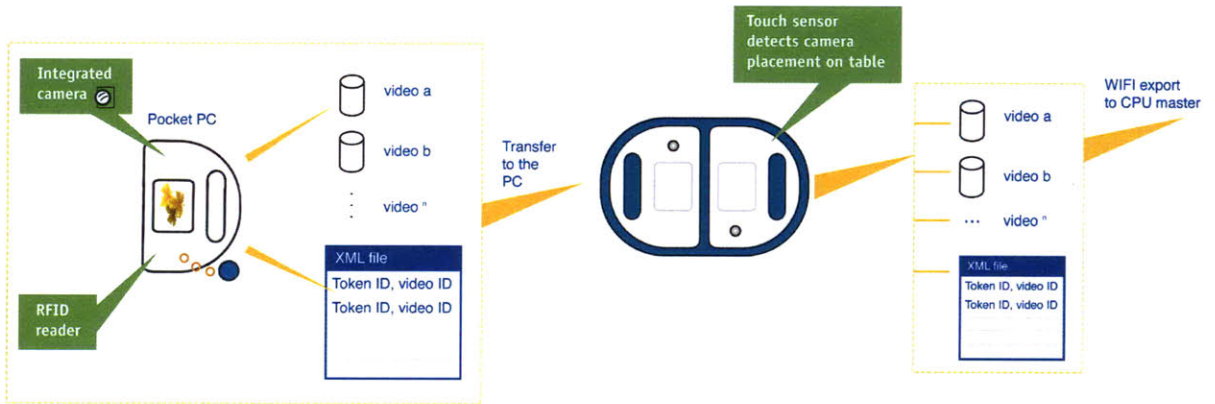 Integrated
camera
Pocket PC
RFID
reader
video a
video b
video n
XML file
Token ID, video ID
Token ID, video ID
Transfer
to the
PC
Touch sensor
detects camera
placement on table
video a
video b
... video n
XML file
Token ID, video ID
Token ID, video ID
WIFI export
to CPU master